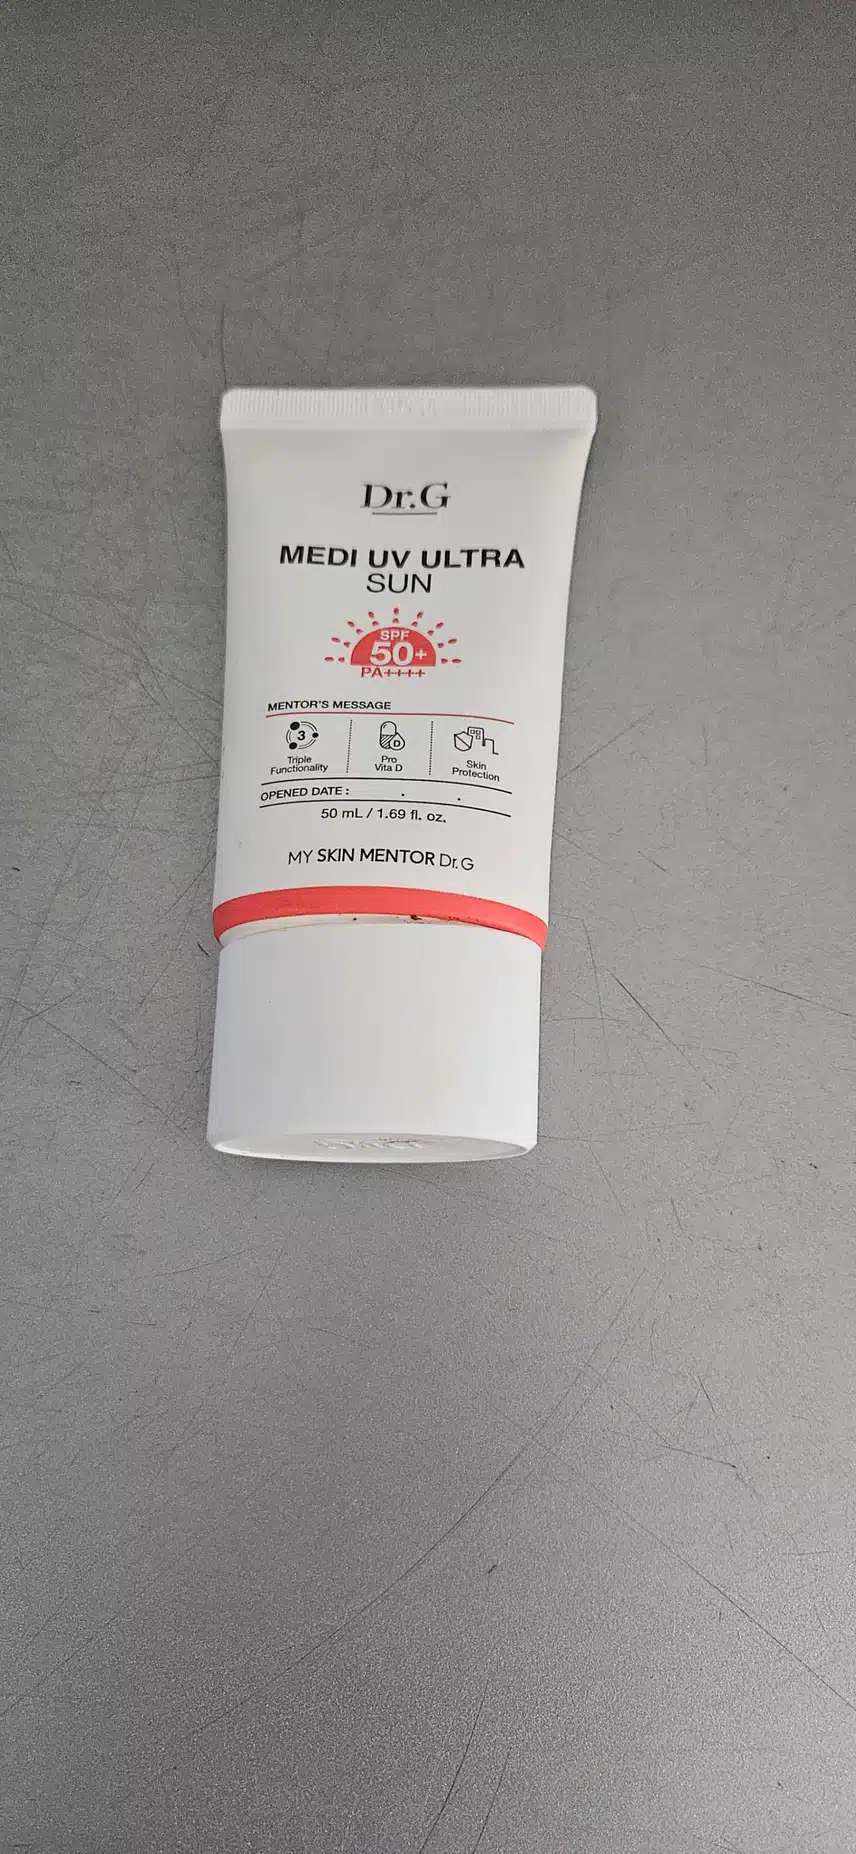 Dr.G
MEDI UV ULTRA
SUN
SPF
50+
PA++++
MENTOR'S MESSAGE
3
Triple
Functionality
D
Pro
Vita D
Skin
Protection
OPENED DATE : . .
50 mL / 1.69 fl. oz.
MY SKIN MENTOR Dr.G